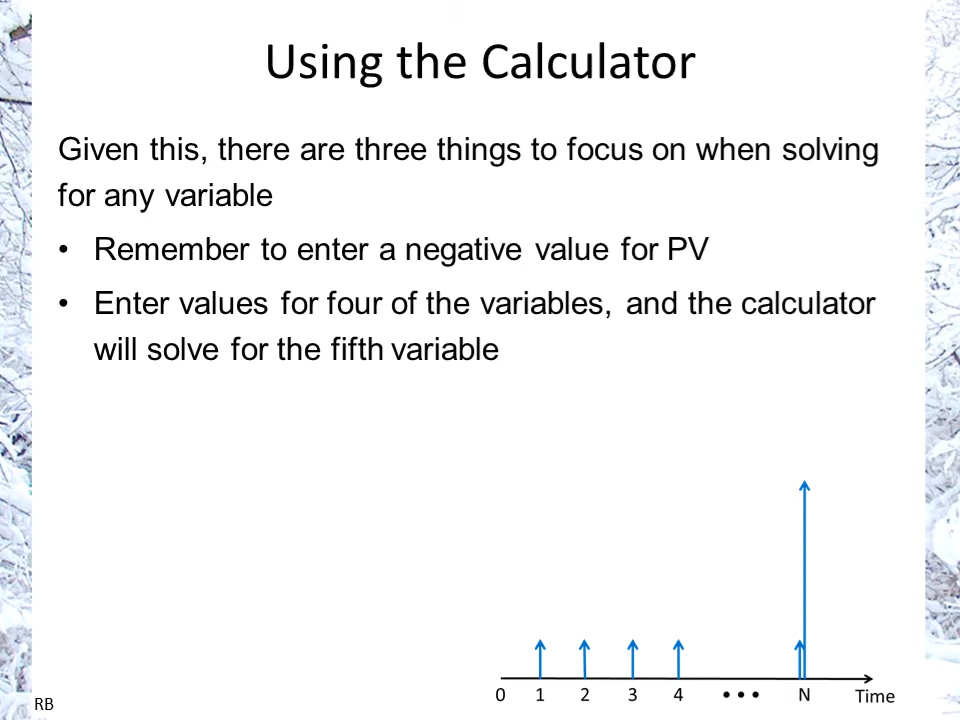 Using the Calculator
Given this, there are three things to focus on when solving
for any variable
• Remember to enter a negative value for PV
• Enter values for four of the variables, and the calculator
will solve for the fifth variable
0 1 2 3 4 ••• N Time
RB